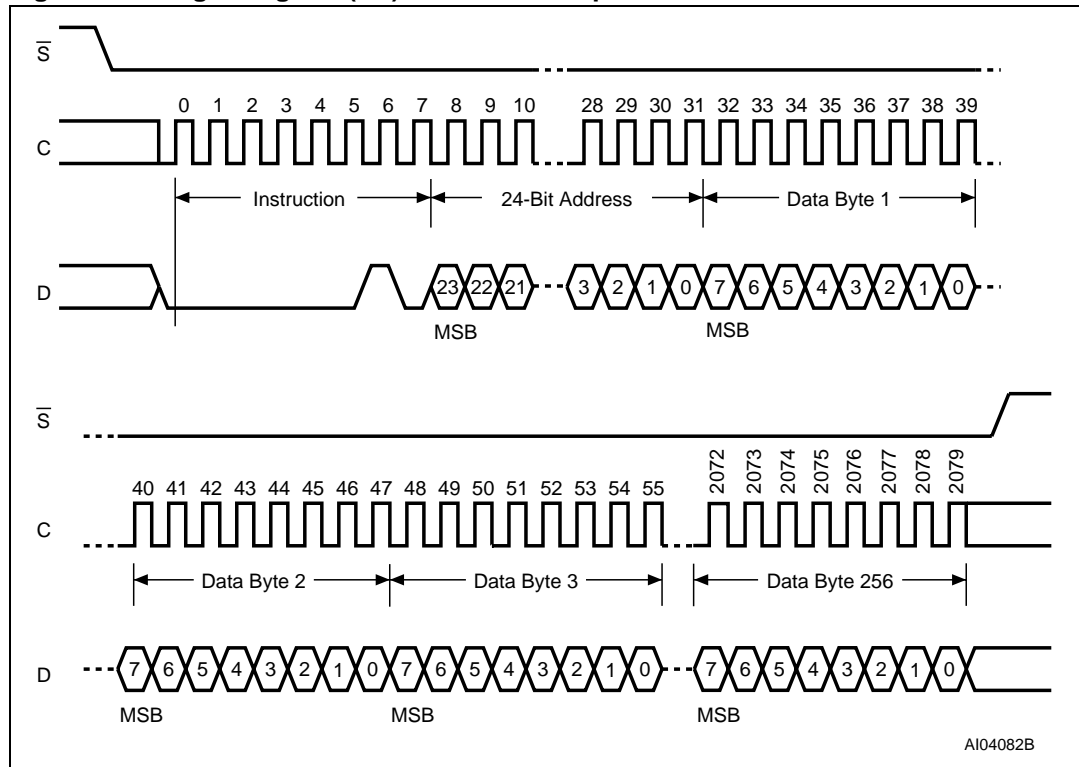 S
0 1 2 3 4 5 6 7 8 9 10 28 29 30 31 32 33 34 35 36 37 38 39
C
Instruction 24-Bit Address Data Byte 1
D 23 22 21 3 2 1 0 7 6 5 4 3 2 1 0
MSB MSB
S
40 41 42 43 44 45 46 47 48 49 50 51 52 53 54 55 2072 2073 2074 2075 2076 2077 2078 2079
C
Data Byte 2 Data Byte 3 Data Byte 256
D 7 6 5 4 3 2 1 0 7 6 5 4 3 2 1 0 7 6 5 4 3 2 1 0
MSB MSB MSB
AI04082B